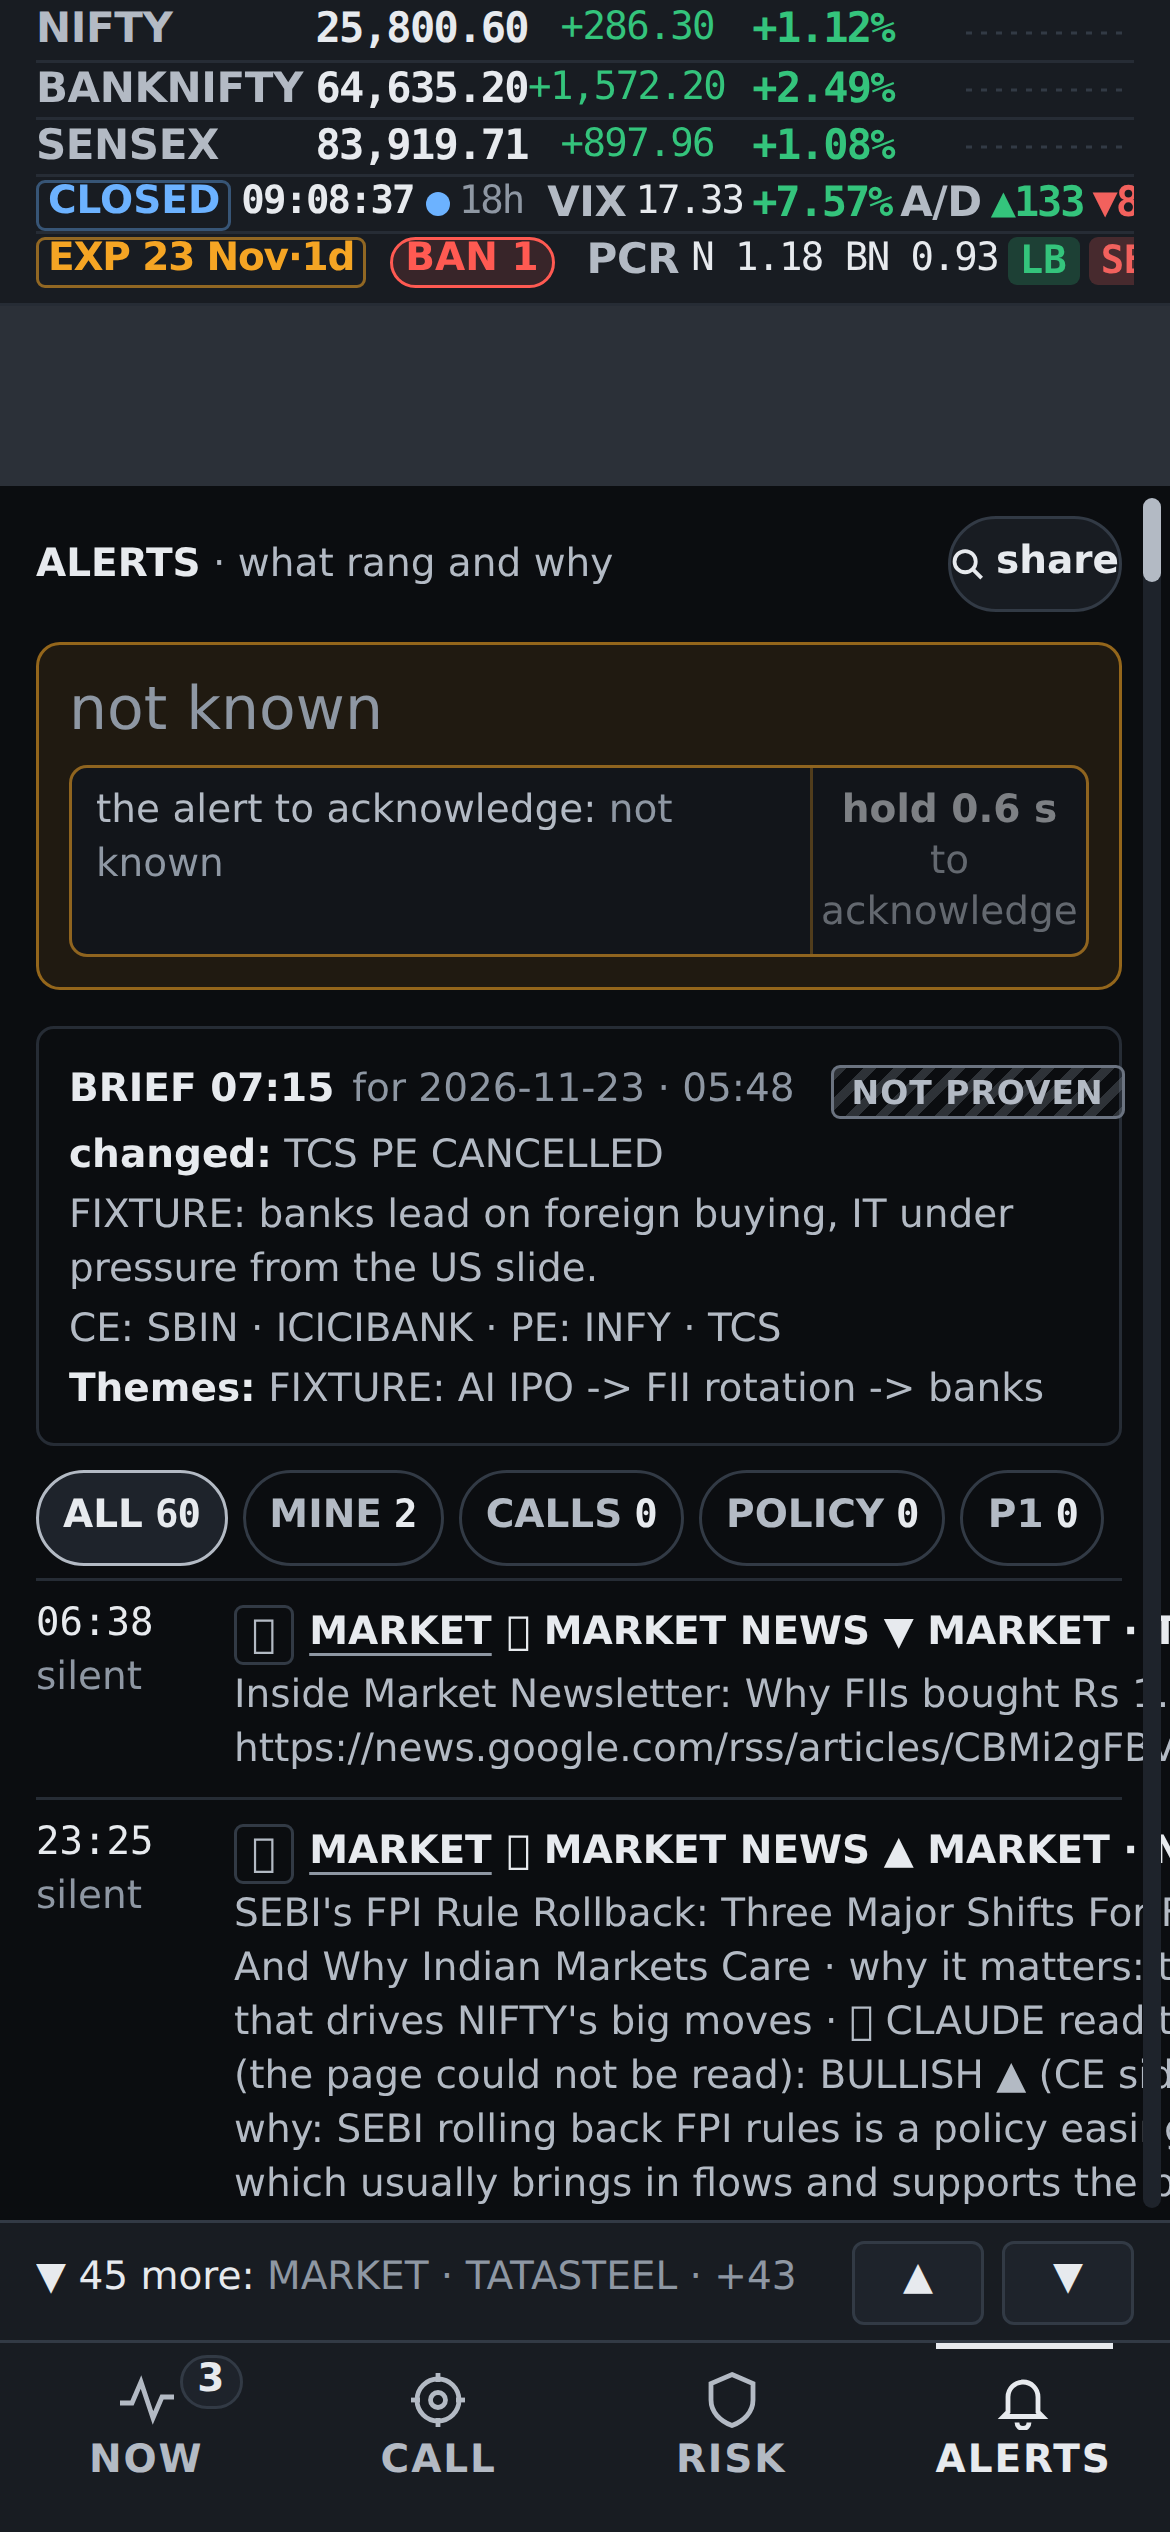 NIFTY 25,800.60 +286.30 +1.12%
BANKNIFTY 64,635.20 +1,572.20 +2.49%
SENSEX 83,919.71 +897.96 +1.08%
CLOSED 09:08:37 ● 18h VIX 17.33 +7.57% A/D ▲133 ▼8
EXP 23 Nov·1d BAN 1 PCR N 1.18 BN 0.93 LB SE
ALERTS · what rang and why share
not known
the alert to acknowledge: not
known
hold 0.6 s
to
acknowledge
BRIEF 07:15 for 2026-11-23 · 05:48 NOT PROVEN
changed: TCS PE CANCELLED
FIXTURE: banks lead on foreign buying, IT under
pressure from the US slide.
CE: SBIN · ICICIBANK · PE: INFY · TCS
Themes: FIXTURE: AI IPO -> FII rotation -> banks
ALL 60 MINE 2 CALLS 0 POLICY 0 P1 0
06:38 MARKET MARKET NEWS ▼ MARKET ·
silent
Inside Market Newsletter: Why FIIs bought Rs 1.
https://news.google.com/rss/articles/CBMi2gFBV
23:25 MARKET MARKET NEWS ▲ MARKET ·
silent
SEBI's FPI Rule Rollback: Three Major Shifts For
And Why Indian Markets Care · why it matters:
that drives NIFTY's big moves · CLAUDE read
(the page could not be read): BULLISH ▲ (CE sid
why: SEBI rolling back FPI rules is a policy easing
which usually brings in flows and supports the
▼ 45 more: MARKET · TATASTEEL · +43 ▲ ▼
3
NOW CALL RISK ALERTS